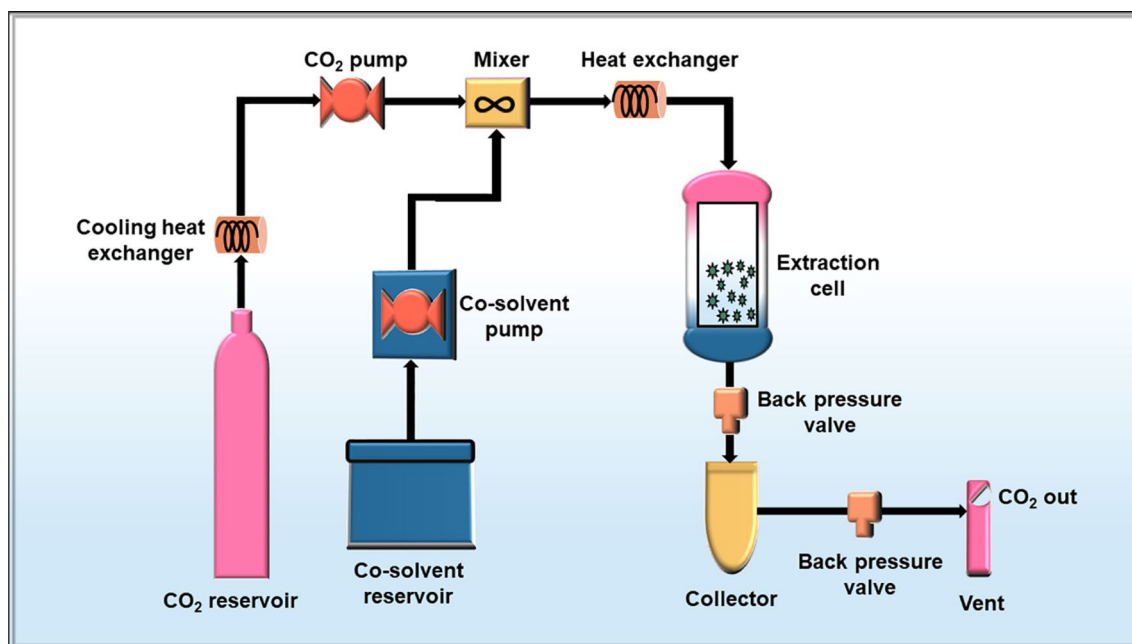 CO₂ pump
Mixer
Heat exchanger
Cooling heat
exchanger
Extraction
cell
Co-solvent
pump
Back pressure
valve
CO₂ out
Co-solvent
reservoir
Back pressure
valve
CO₂ reservoir
Collector
Vent